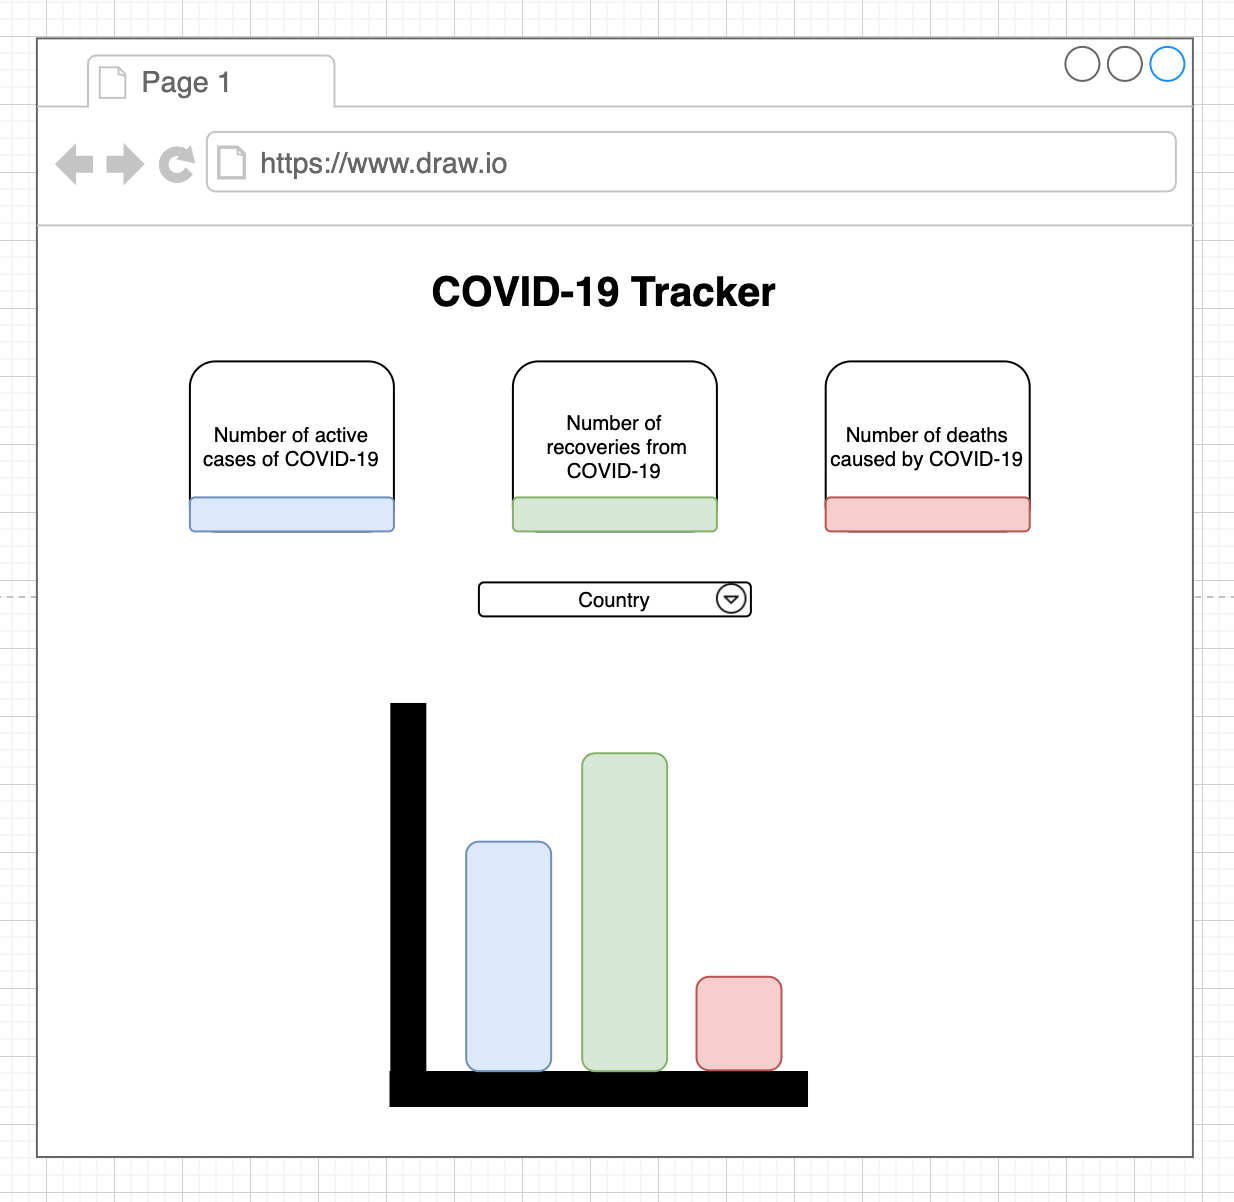 Page 1
https://www.draw.io
COVID-19 Tracker
Number of active
cases of COVID-19
Number of
recoveries from
COVID-19
Number of deaths
caused by COVID-19
Country